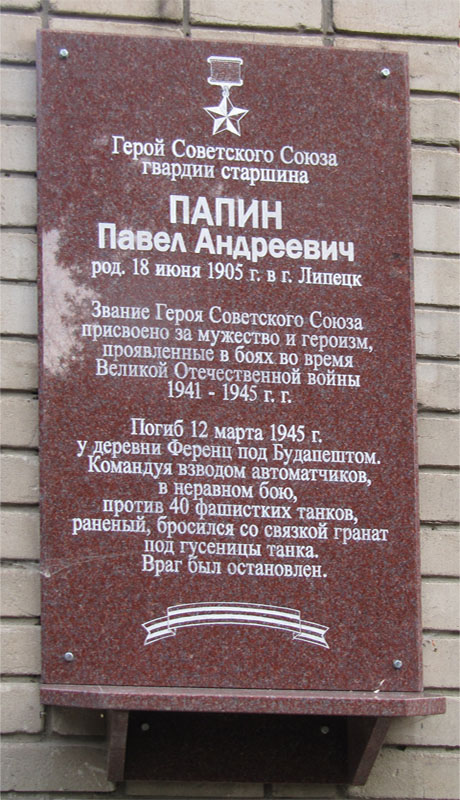 Герой Советского Союза
гвардии старшина
ПАПИН
Павел Андреевич
род. 18 июня 1905 г. в г. Липецк
Звание Героя Советского Союза
присвоено за мужество и героизм,
проявленные в боях во время
Великой Отечественной войны
1941 - 1945 г. г.
Погиб 12 марта 1945 г.
у деревни Ференц под Будапештом.
Командуя взводом автоматчиков,
в неравном бою,
против 40 фашистких танков,
раненый, бросился со связкой гранат
под гусеницы танка.
Враг был остановлен.